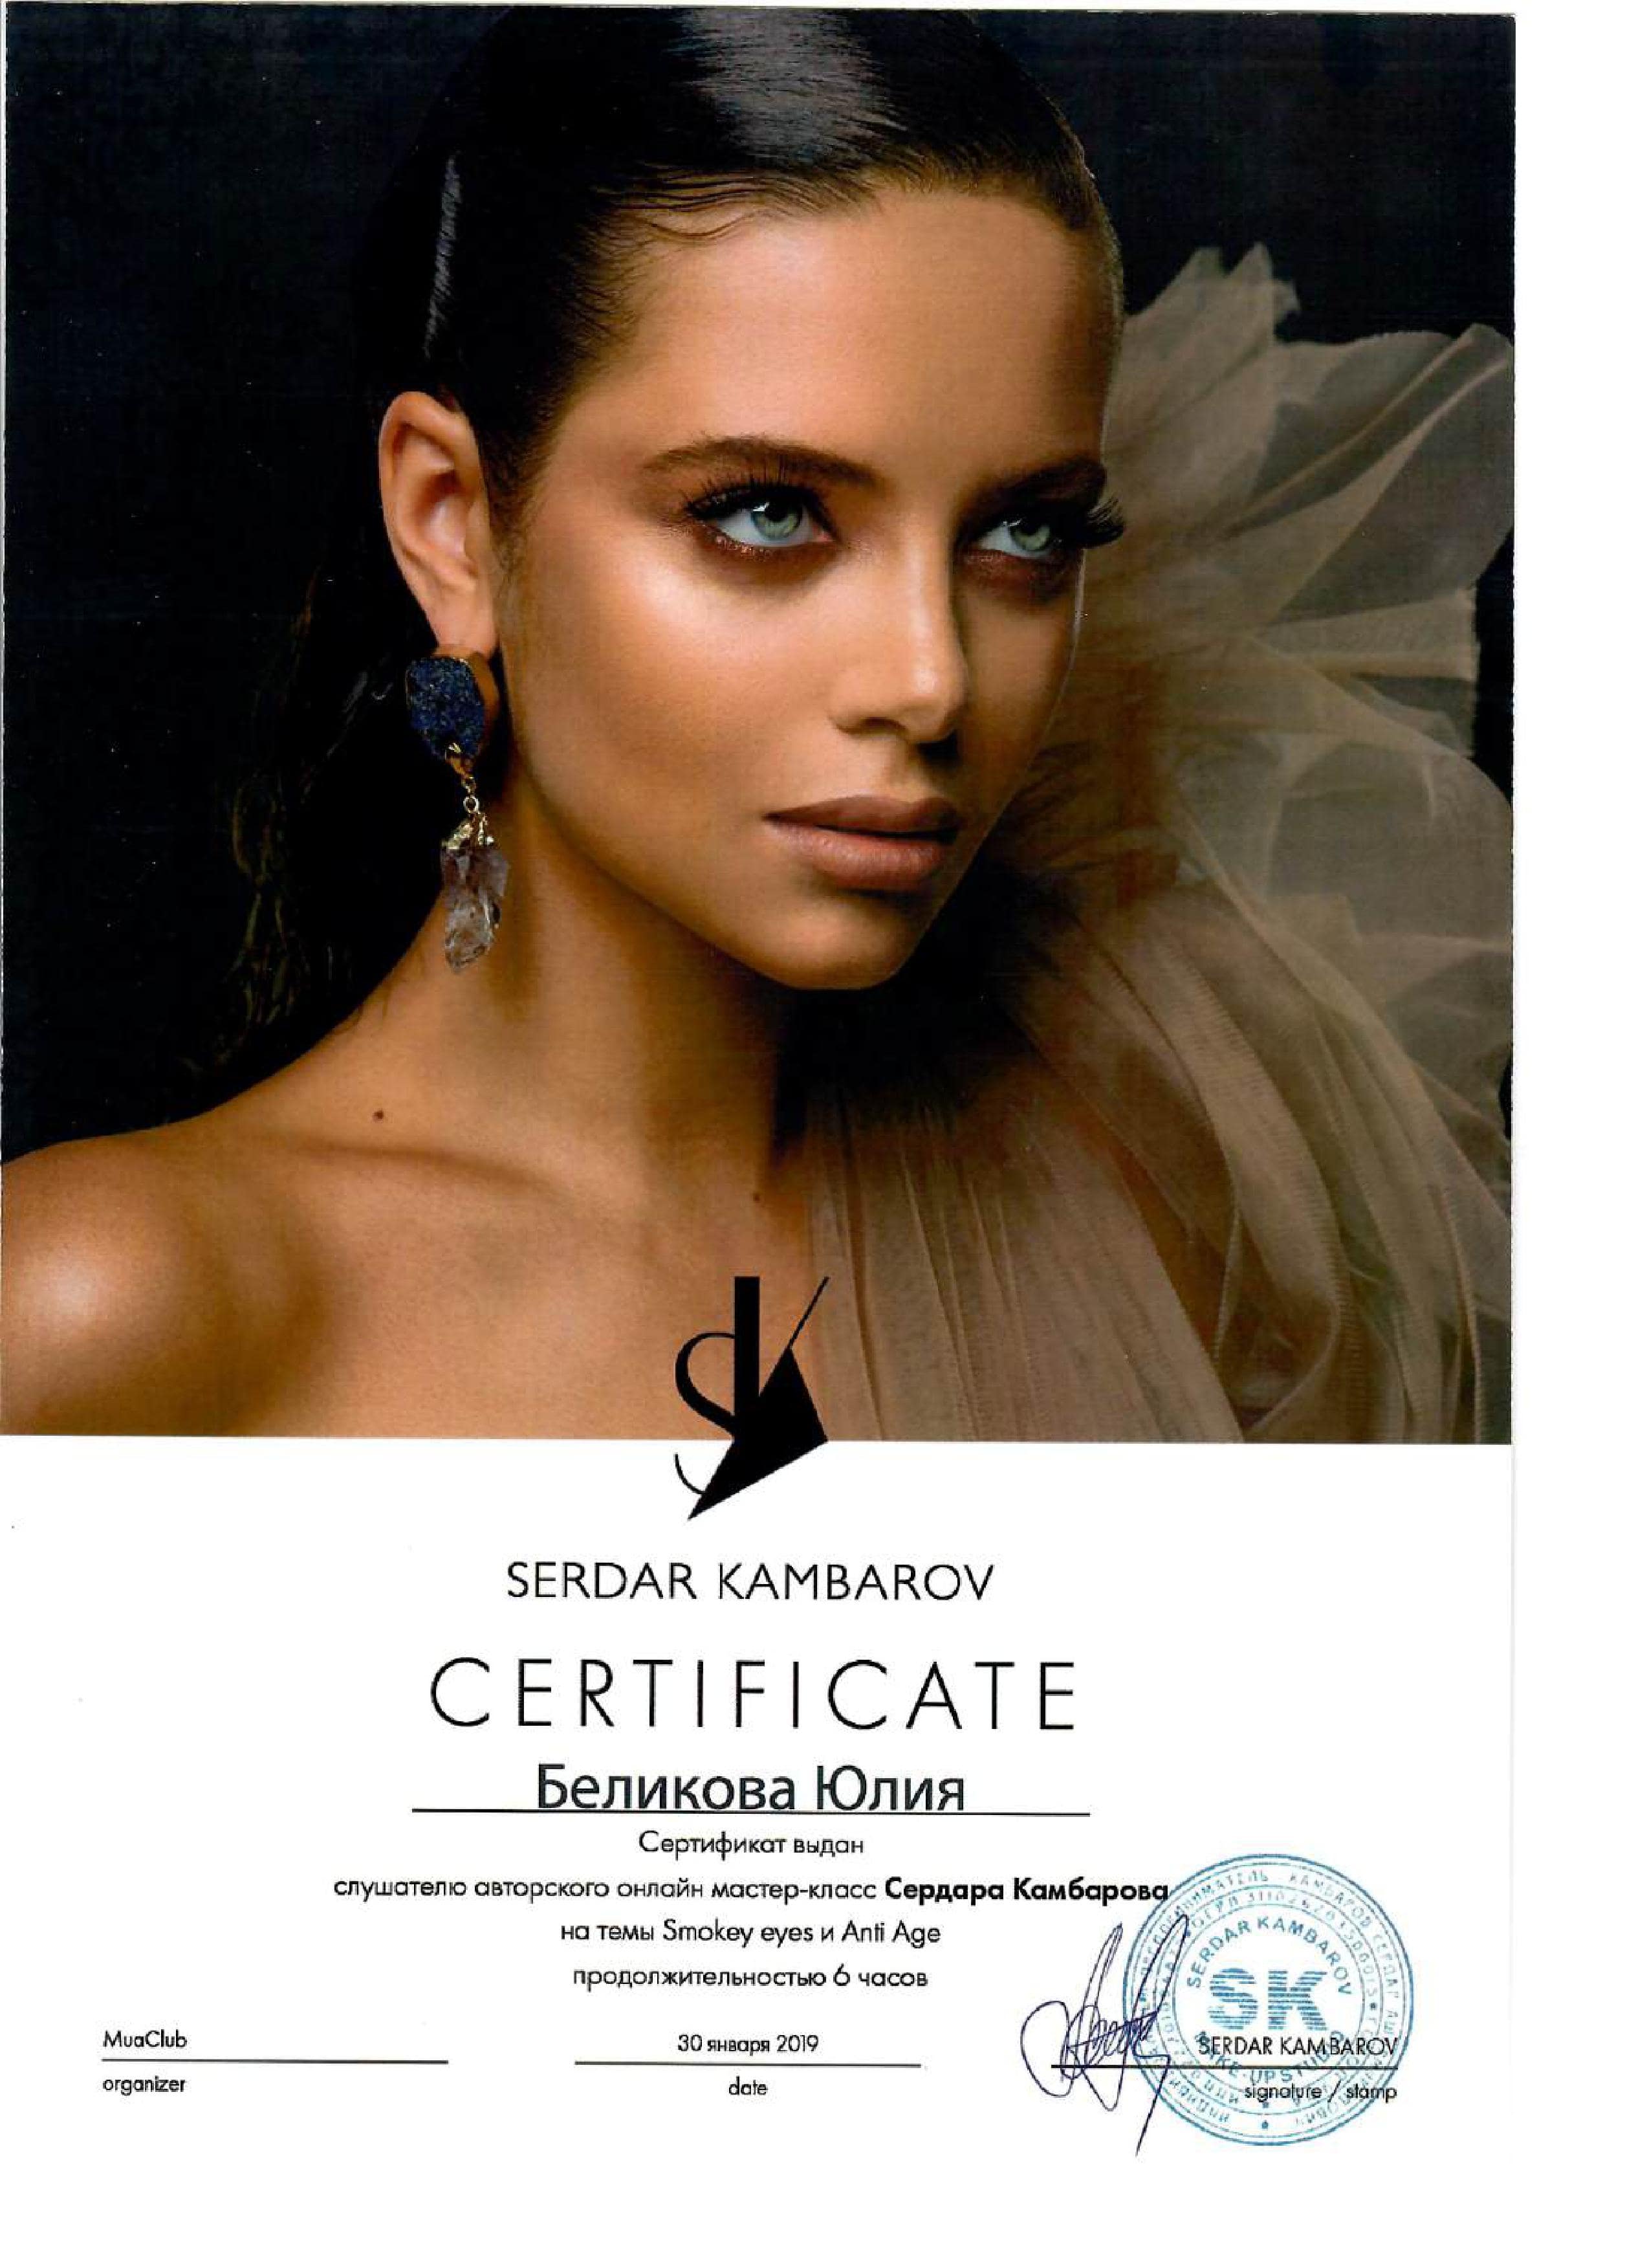 SK
SERDAR KAMBAROV
CERTIFICATE
Беликова Юлия
Сертификат выдан
слушателю авторского онлайн мастер-класс Сердара Камбарова
на темы Smokey eyes и Anti Age
продолжительностью 6 часов
MuaClub
organizer
30 января 2019
date
SERDAR KAMBAROV
signature / stamp
SERDAR KAMBAROV
SK